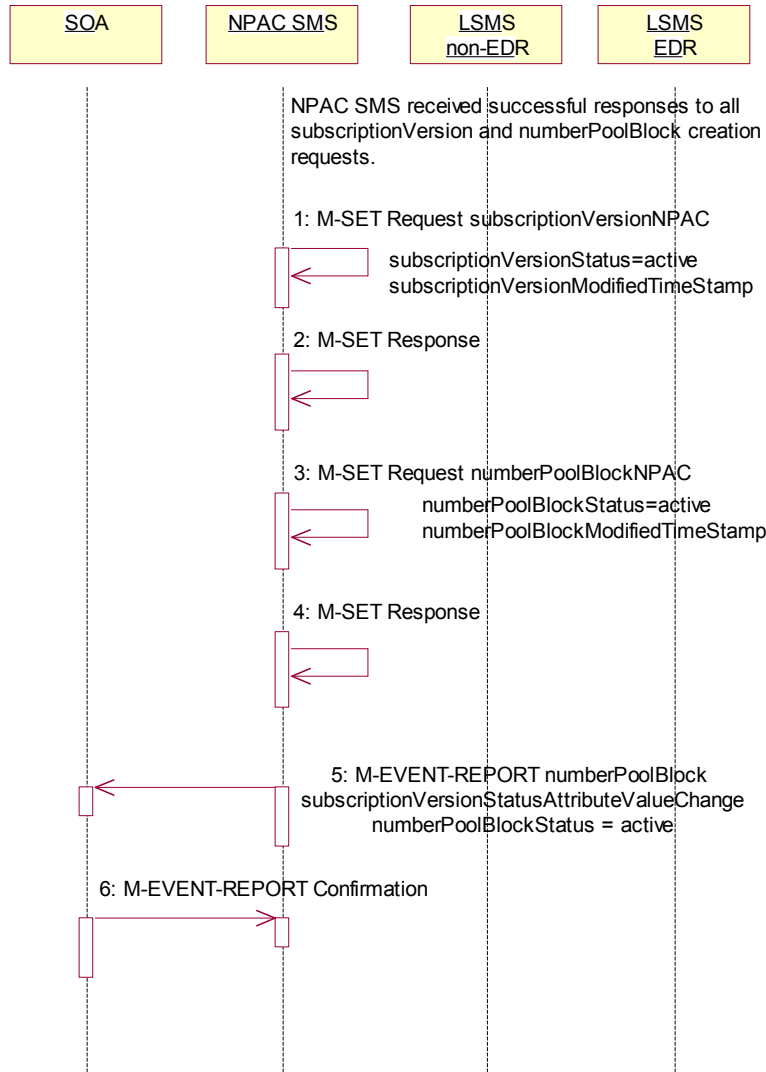 SOA
NPAC SMS
LSMS
non-EDR
LSMS
EDR
NPAC SMS received successful responses to all
subscriptionVersion and numberPoolBlock creation
requests.
1: M-SET Request subscriptionVersionNPAC
subscriptionVersionStatus=active
subscriptionVersionModifiedTimeStamp
2: M-SET Response
3: M-SET Request numberPoolBlockNPAC
numberPoolBlockStatus=active
numberPoolBlockModifiedTimeStamp
4: M-SET Response
5: M-EVENT-REPORT numberPoolBlock
subscriptionVersionStatusAttributeValueChange
numberPoolBlockStatus = active
6: M-EVENT-REPORT Confirmation